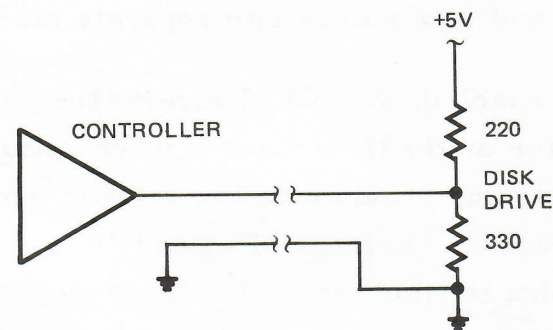 +5V
CONTROLLER
220
DISK
DRIVE
330